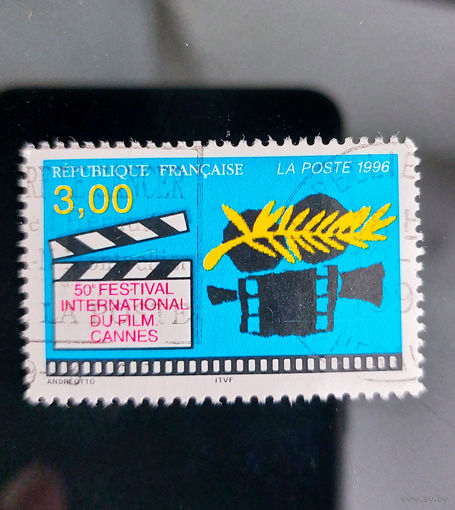 RÉPUBLIQUE FRANÇAISE LA POSTE 1996
3,00
50e FESTIVAL
INTERNATIONAL
DU FILM.
CANNES
ANDREOTTO ITVF
www.ay.by